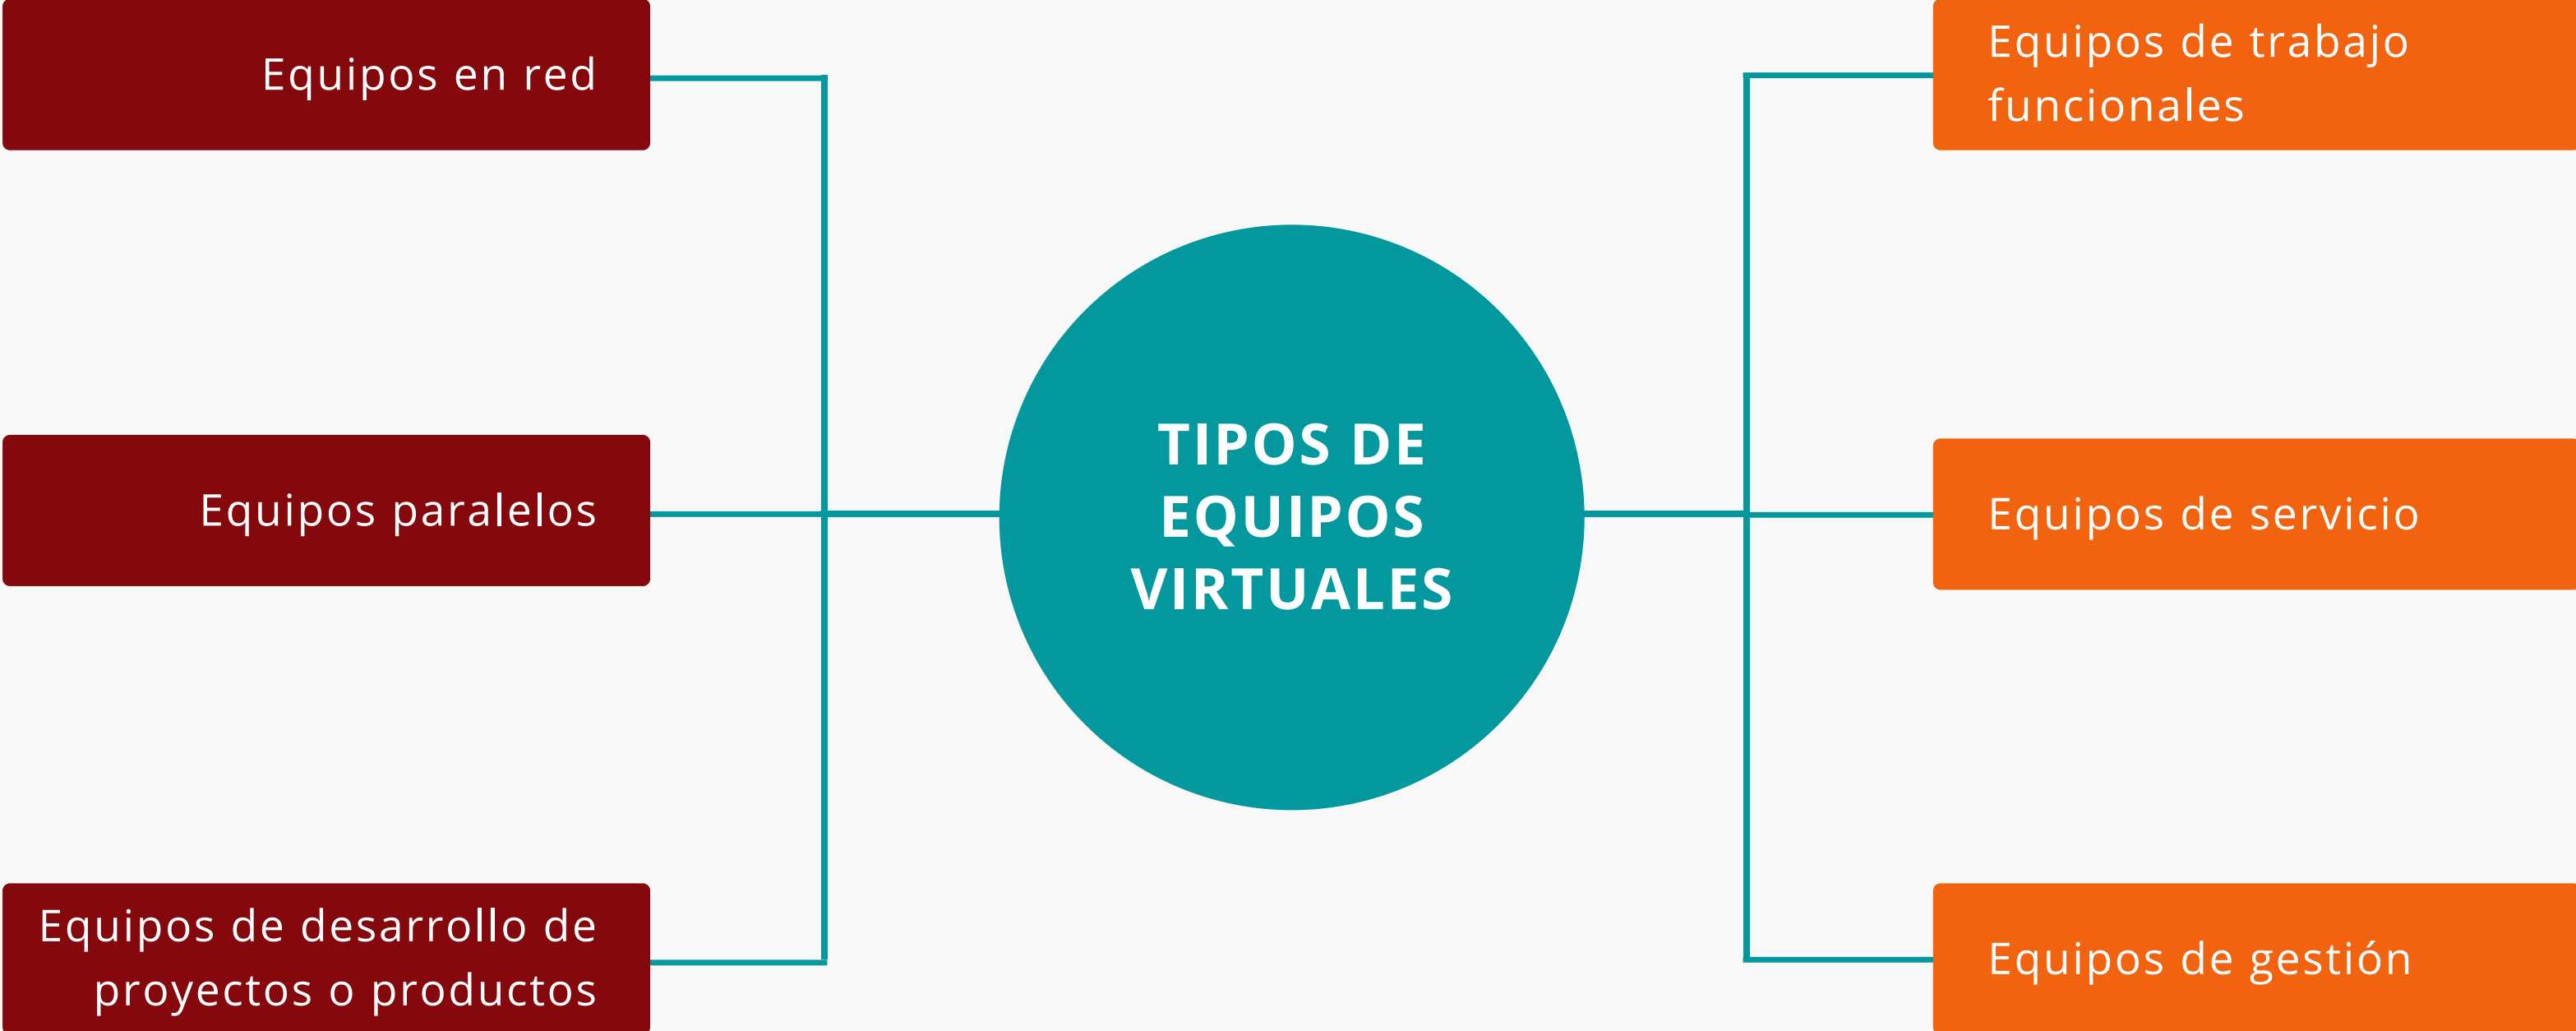 Equipos en red
Equipos paralelos
Equipos de desarrollo de
proyectos o productos
TIPOS DE
EQUIPOS
VIRTUALES
Equipos de trabajo
funcionales
Equipos de servicio
Equipos de gestión